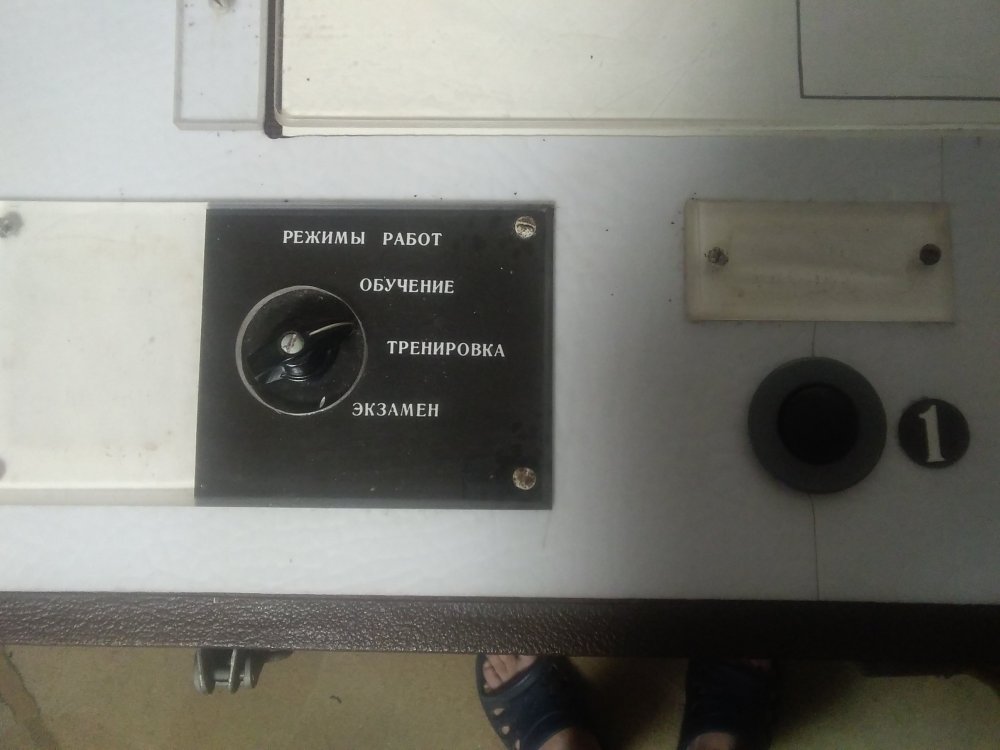 РЕЖИМЫ РАБОТ
ОБУЧЕНИЕ
ТРЕНИРОВКА
ЭКЗАМЕН
1